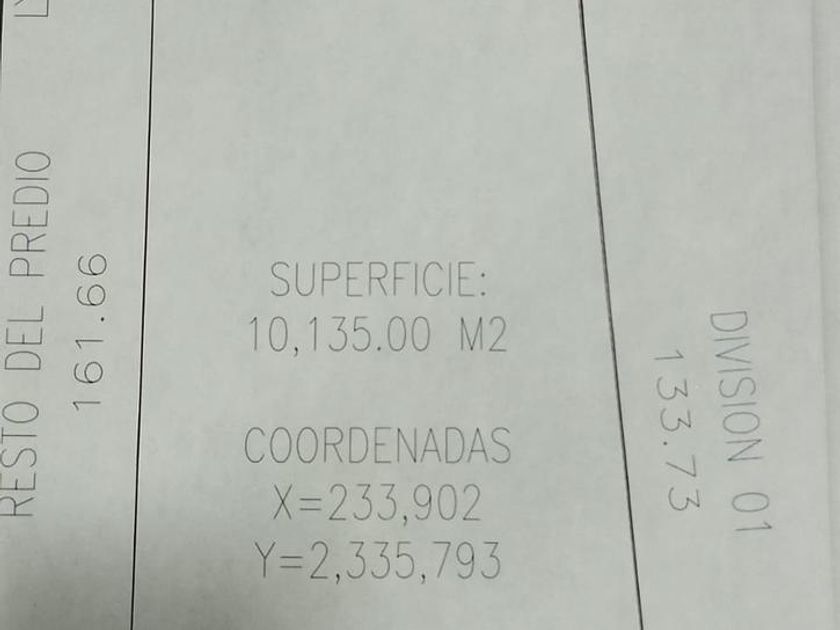 RESTO DEL PREDIO
161.66
SUPERFICIE:
10,135.00 M2
COORDENADAS
X=233,902
Y=2,335,793
DIVISION 01
133.73